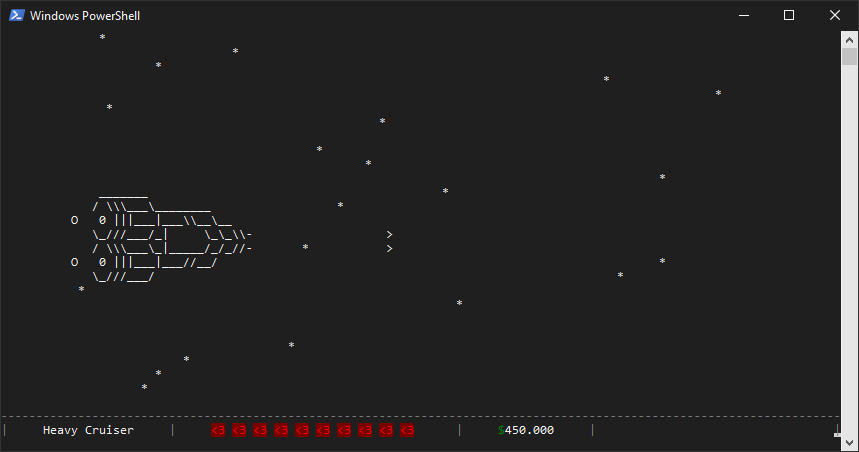 Windows PowerShell
Heavy Cruiser | <3 <3 <3 <3 <3 <3 <3 <3 <3 <3 | $450.000 |